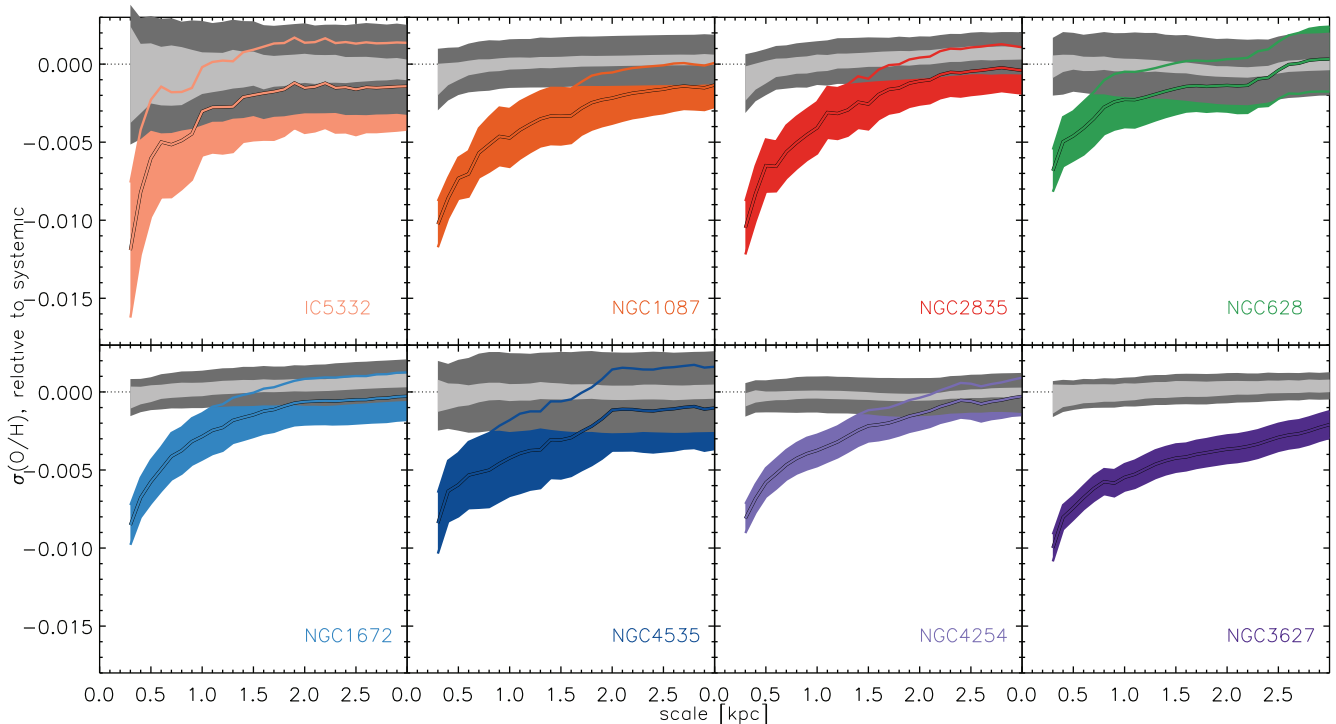 0.000
−0.005
−0.010
−0.015
IC5332
NGC1087
NGC2835
NGC628
0.000
−0.005
−0.010
−0.015
NGC1672
NGC4535
NGC4254
NGC3627
0.0 0.5 1.0 1.5 2.0 2.5 0.0 0.5 1.0 1.5 2.0 2.5 0.0 0.5 1.0 1.5 2.0 2.5 0.0 0.5 1.0 1.5 2.0 2.5
scale [kpc]
σ(O/H), relative to systemic